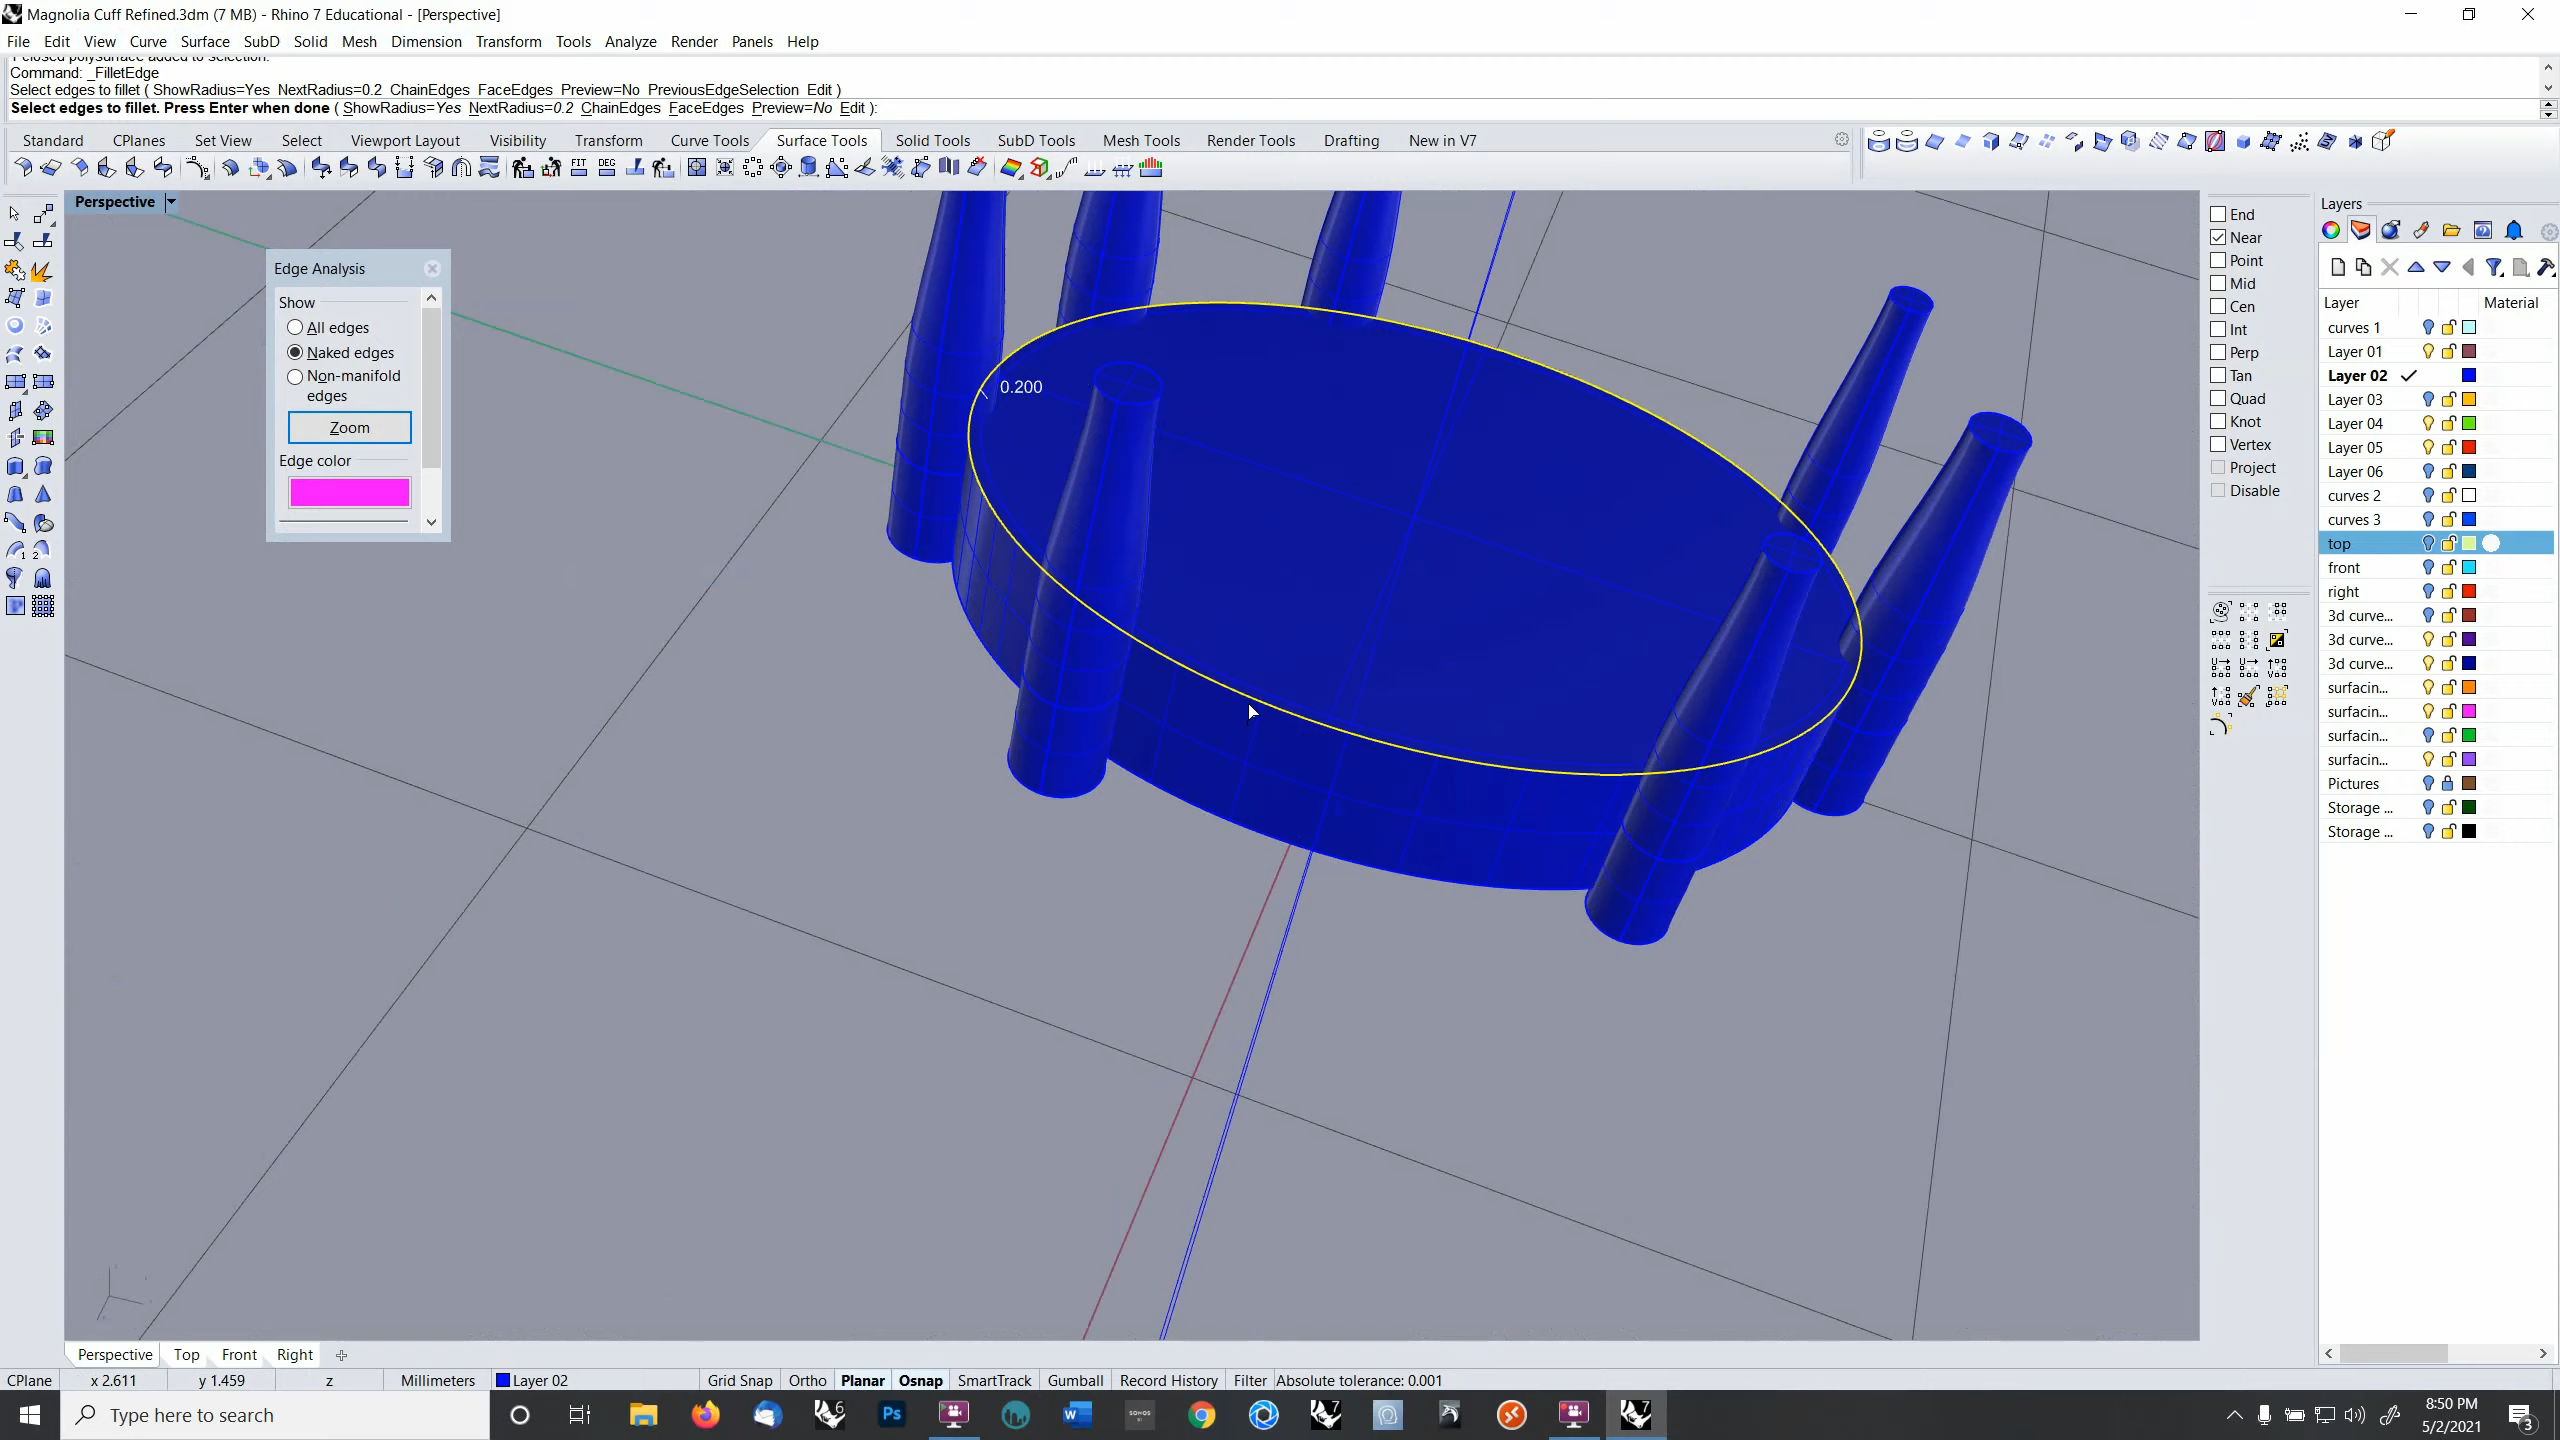 Magnolia Cuff Refined.3dm (7 MB) - Rhino 7 Educational - [Perspective]
File Edit View Curve Surface SubD Solid Mesh Dimension Transform Tools Analyze Render Panels Help
1 closed polysurface added to selection.
Command: _FilletEdge
Select edges to fillet ( ShowRadius=Yes NextRadius=0.2 ChainEdges FaceEdges Preview=No PreviousEdgeSelection Edit )
Select edges to fillet. Press Enter when done ( ShowRadius=Yes NextRadius=0.2 ChainEdges FaceEdges Preview=No Edit ):
Standard CPlanes Set View Select Viewport Layout Visibility Transform Curve Tools Surface Tools Solid Tools SubD Tools Mesh Tools Render Tools Drafting New in V7
FIT DEG
Perspective
Edge Analysis
Show
All edges
Naked edges
Non-manifold
edges
Zoom
Edge color
0.200
End
Near
Point
Mid
Cen
Int
Perp
Tan
Quad
Knot
Vertex
Project
Disable
Layers
Layer Material
curves 1
Layer 01
Layer 02
Layer 03
Layer 04
Layer 05
Layer 06
curves 2
curves 3
top
front
right
3d curve...
3d curve...
3d curve...
surfacin...
surfacin...
surfacin...
surfacin...
Pictures
Storage ...
Storage ...
Perspective Top Front Right
CPlane x 2.611 y 1.459 z Millimeters Layer 02 Grid Snap Ortho Planar Osnap SmartTrack Gumball Record History Filter Absolute tolerance: 0.001
Type here to search
8:50 PM
5/2/2021
3